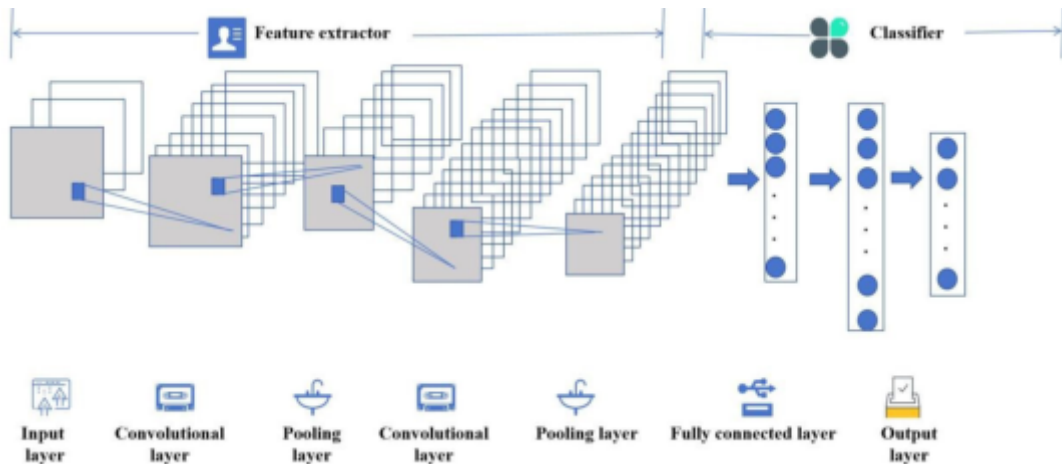 Feature extractor
Classifier
Input layer
Convolutional layer
Pooling layer
Convolutional layer
Pooling layer
Fully connected layer
Output layer